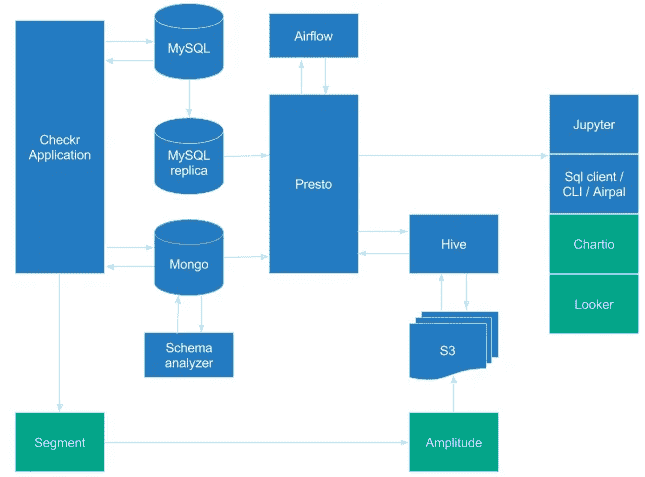 MySQL
Airflow
Checkr
Application
MySQL
replica
Presto
Jupyter
Sql client /
CLI / Airpal
Mongo
Hive
Chartio
Looker
Schema
analyzer
S3
Segment
Amplitude